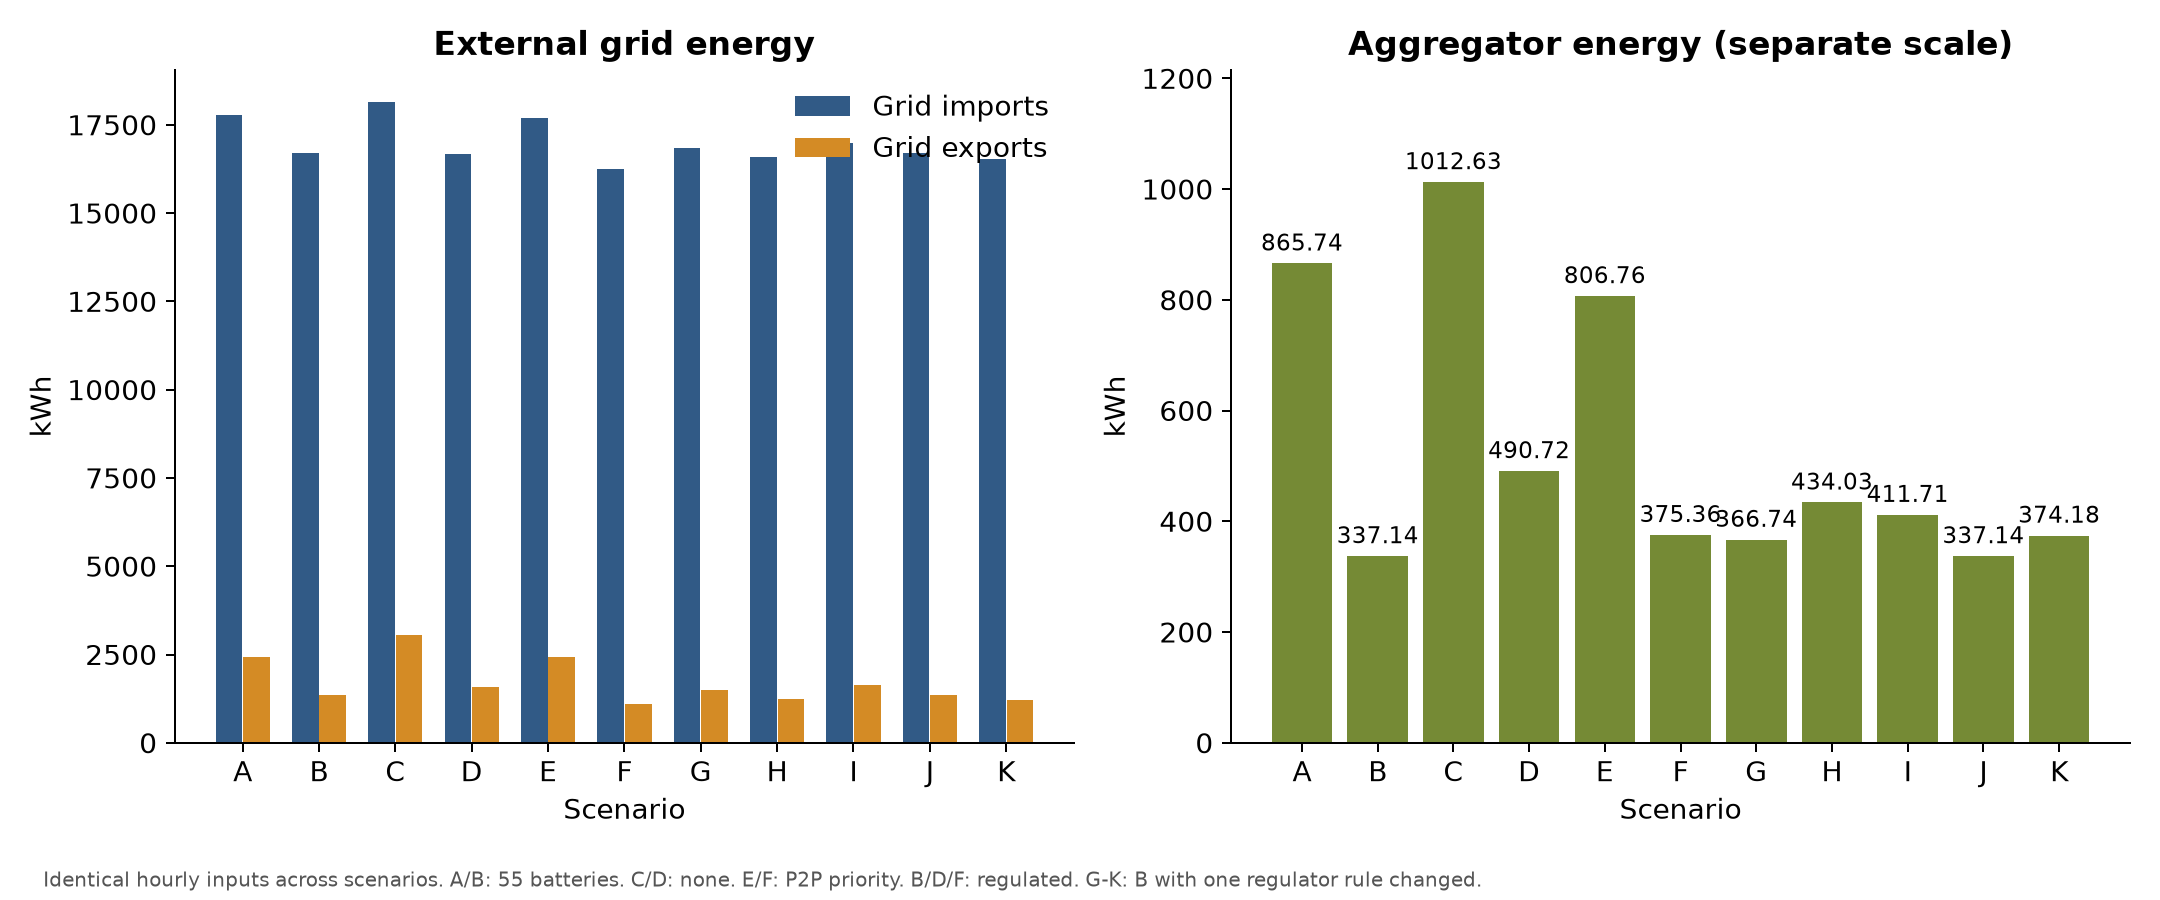 External grid energy
Grid imports
Grid exports
17500
15000
12500
10000
7500
5000
2500
0
kWh
A B C D E F G H I J K
Scenario
Aggregator energy (separate scale)
1200
1000
800
600
400
200
0
kWh
865.74
337.14
1012.63
490.72
806.76
375.36
366.74
434.03
411.71
337.14
374.18
A B C D E F G H I J K
Scenario
Identical hourly inputs across scenarios. A/B: 55 batteries. C/D: none. E/F: P2P priority. B/D/F: regulated. G-K: B with one regulator rule changed.